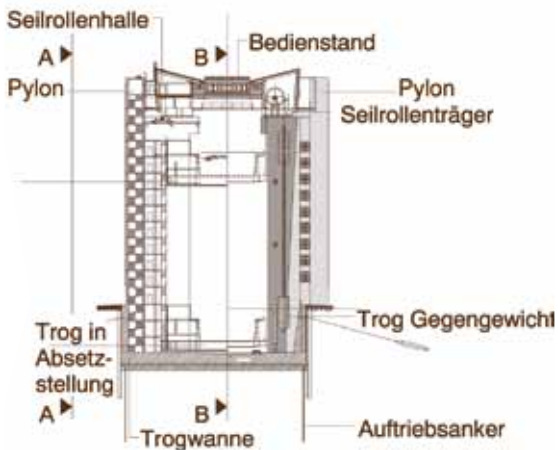 Seilrollenhalle
A
B
Bedienstand
Pylon
Pylon
Seilrollenträger
Trog Gegengewicht
Trog in
Absetz-
stellung
A
B
Trogwanne
Auftriebsanker